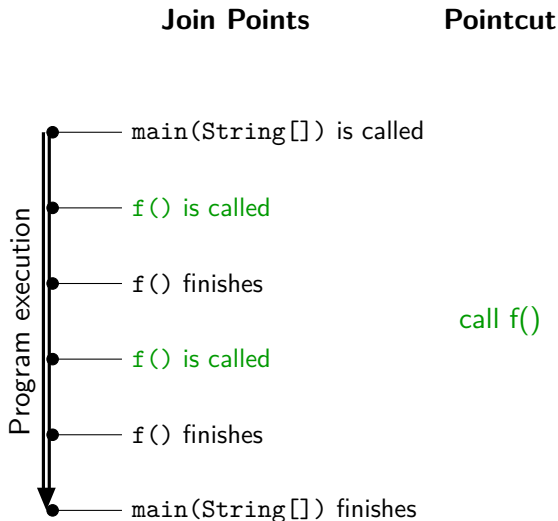 Join Points
Pointcut
main(String[]) is called
f() is called
f() finishes
call f()
f() is called
f() finishes
main(String[]) finishes
Program execution